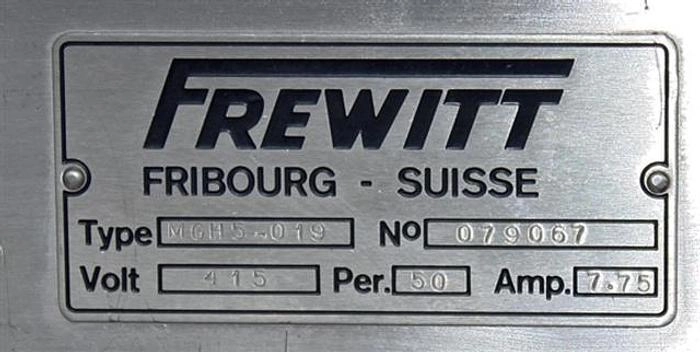 FREWITT
FRIBOURG - SUISSE
Type MGH5-019 No 079067
Volt 415 Per. 50 Amp. 7.75